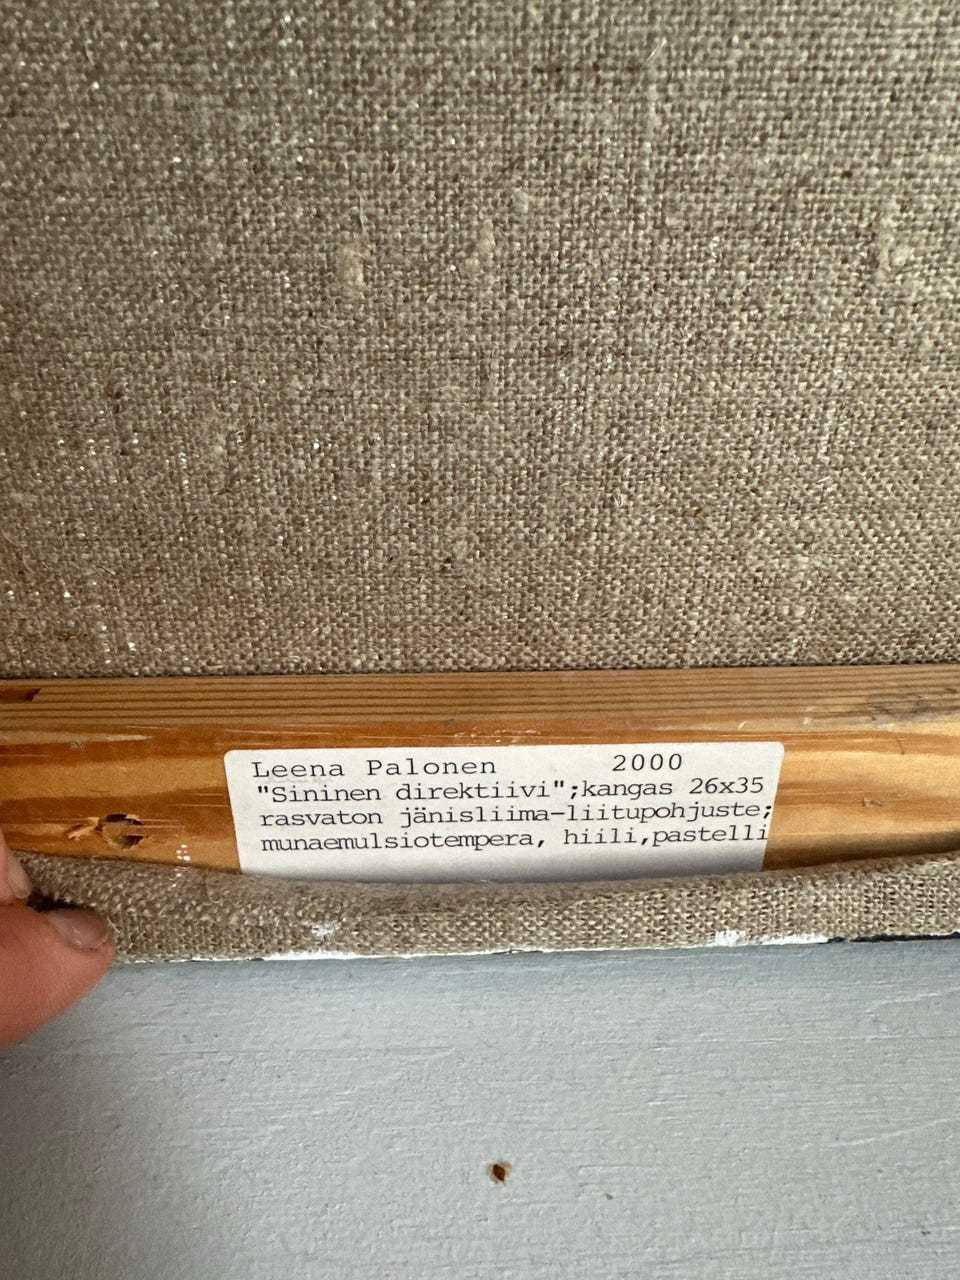 Leena Palonen 2000
"Sininen direktiivi";kangas 26x35
rasvaton jänisliima-liitupohjuste;
munaemulsiotempera, hiili,pastelli